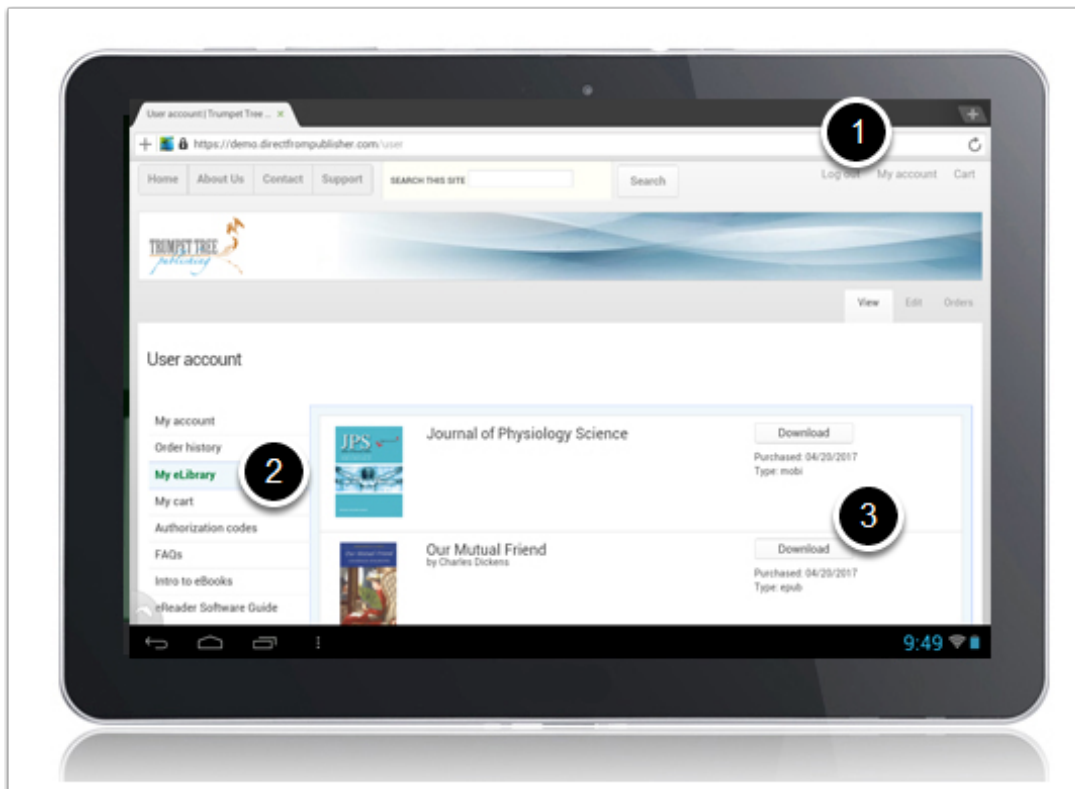 User account | Trumpet Tree ... ×
1
https://demo.directfrompublisher.com/user
Home About Us Contact Support SEARCH THIS SITE Search Log out My account Cart
TRUMPET TREE
publishing
View Edit Orders
User account
My account
Order history
My eLibrary
2
My cart
Authorization codes
FAQs
Intro to eBooks
eReader Software Guide
JPS
Journal of Physiology Science
Download
Purchased: 04/20/2017
Type: mobi
3
Our Mutual Friend
Our Mutual Friend
by Charles Dickens
Download
Purchased: 04/20/2017
Type: epub
9:49